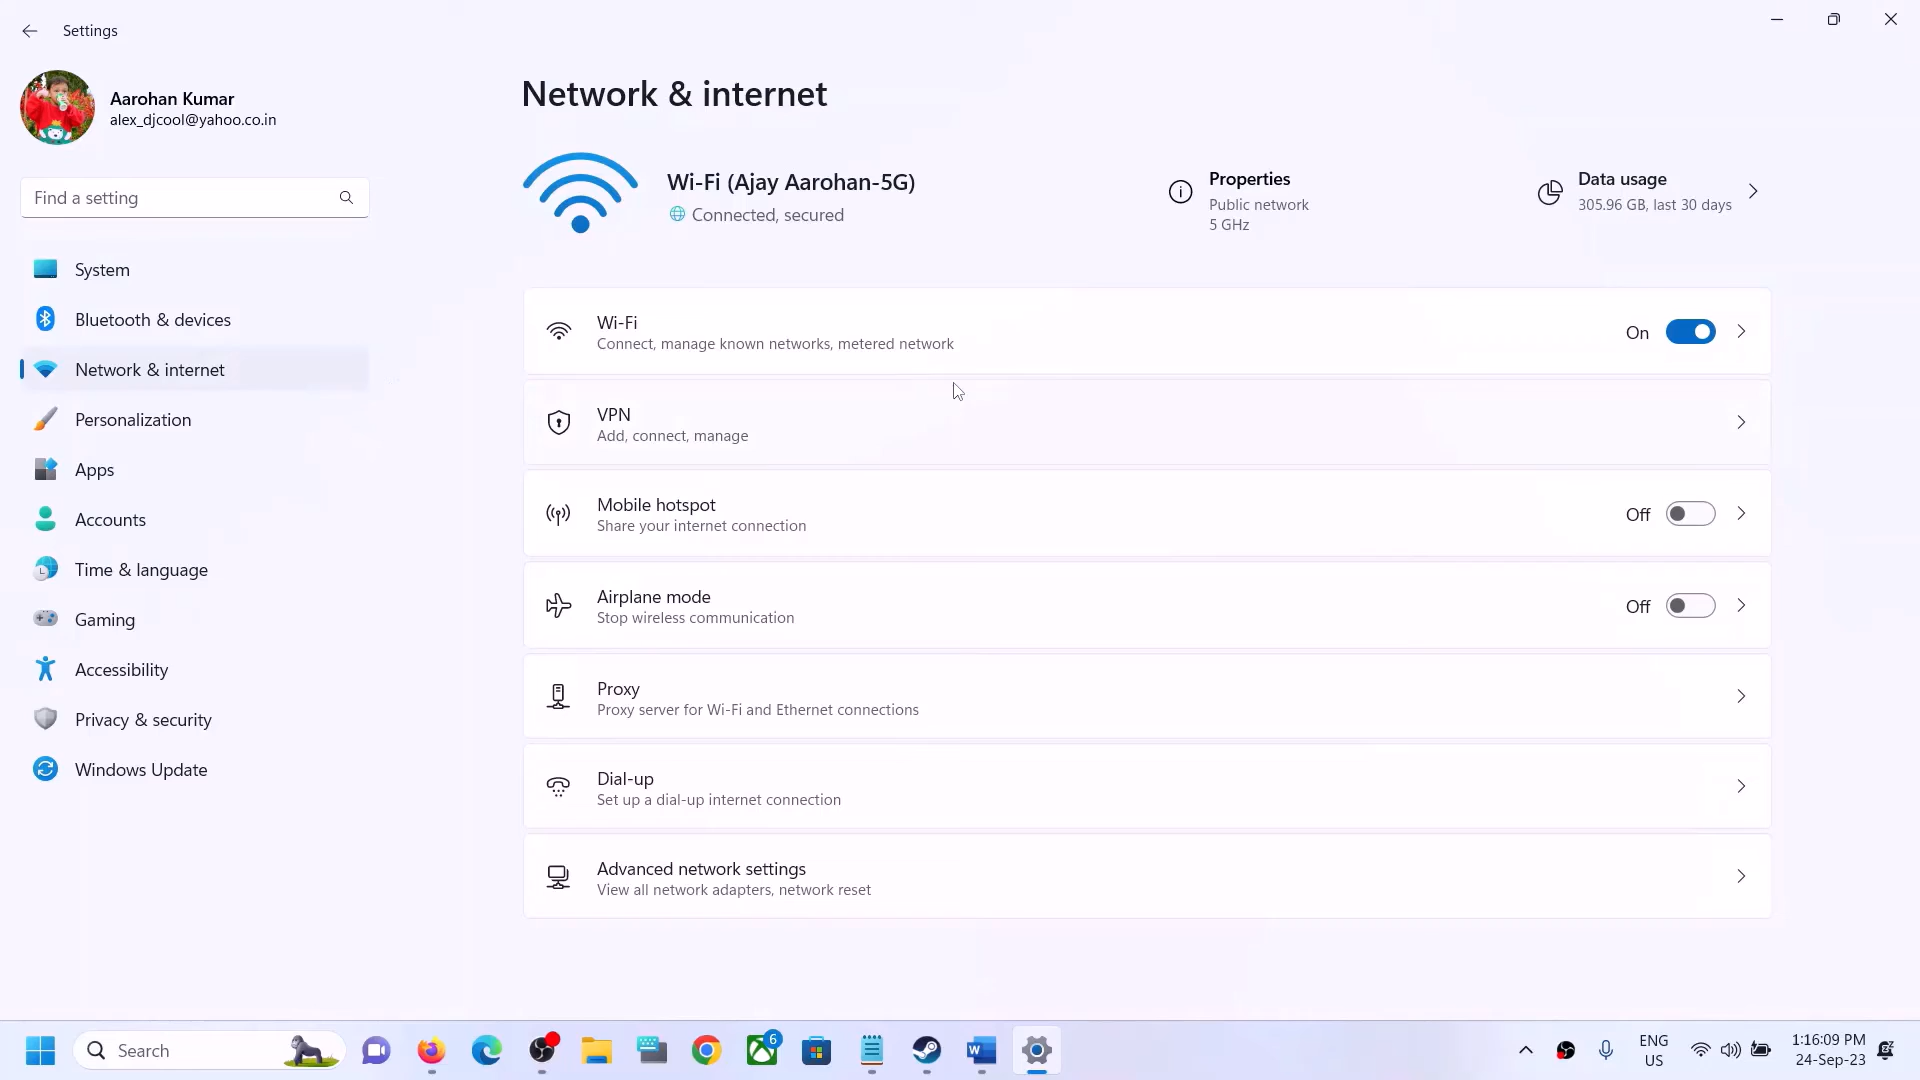 Settings
Aarohan Kumar
alex_djcool@yahoo.co.in
Find a setting
System
Bluetooth & devices
Network & internet
Personalization
Apps
Accounts
Time & language
Gaming
Accessibility
Privacy & security
Windows Update
Network & internet
Wi-Fi (Ajay Aarohan-5G)
Connected, secured
Properties
Public network
5 GHz
Data usage
305.96 GB, last 30 days
Wi-Fi
Connect, manage known networks, metered network
On
VPN
Add, connect, manage
Mobile hotspot
Share your internet connection
Off
Airplane mode
Stop wireless communication
Off
Proxy
Proxy server for Wi-Fi and Ethernet connections
Dial-up
Set up a dial-up internet connection
Advanced network settings
View all network adapters, network reset
Search
6
ENG
US
1:16:09 PM
24-Sep-23